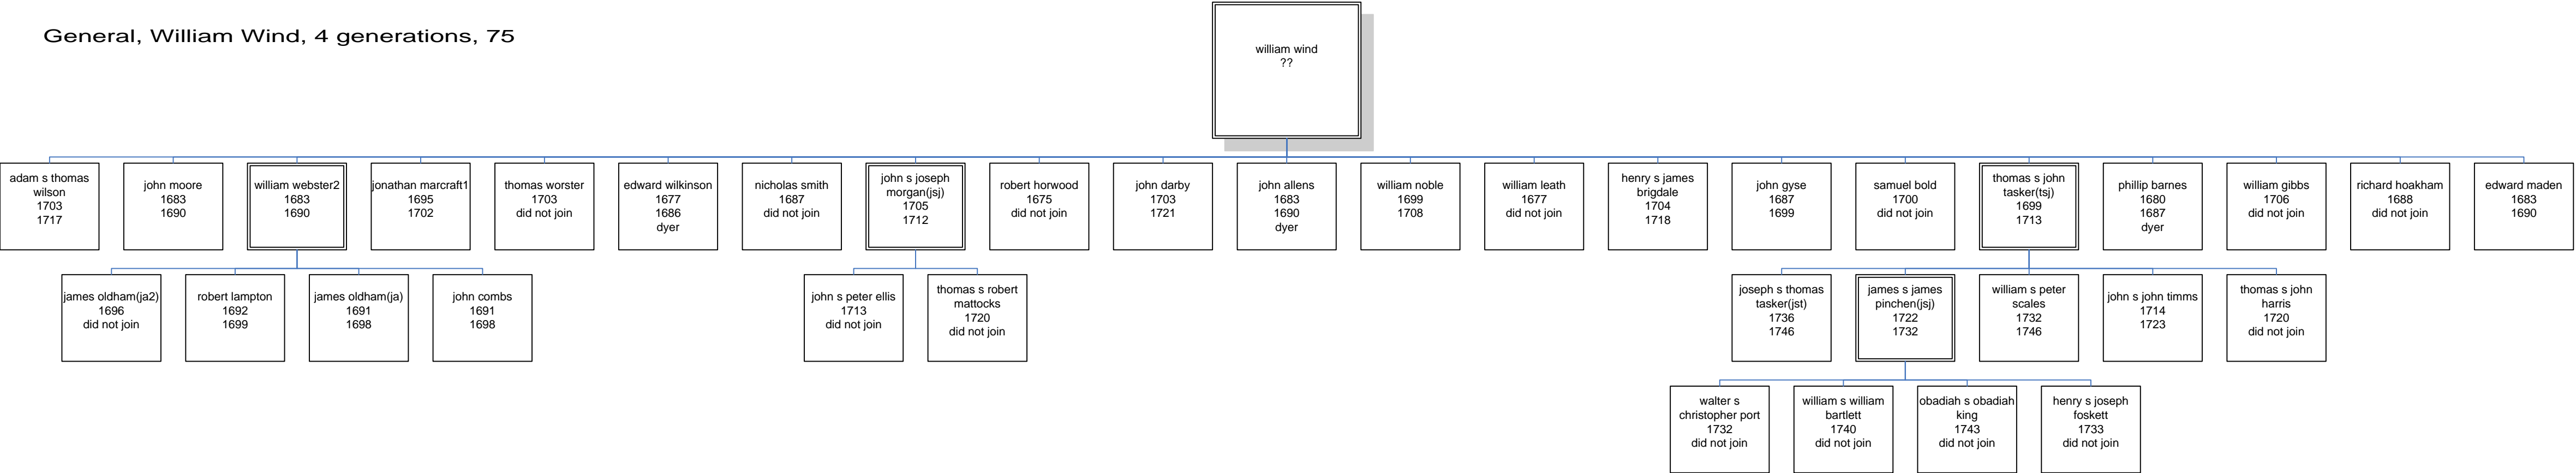 General, William Wind, 4 generations, 75
william wind
??
adam s thomas
wilson
1703
1717
john moore
1683
1690
william webster2
1683
1690
jonathan marcraft1
1695
1702
thomas worster
1703
did not join
edward wilkinson
1677
1686
dyer
nicholas smith
1687
did not join
john s joseph
morgan(jsj)
1705
1712
robert horwood
1675
did not join
john darby
1703
1721
john allens
1683
1690
dyer
william noble
1699
1708
william leath
1677
did not join
henry s james
brigdale
1704
1718
john gyse
1687
1699
samuel bold
1700
did not join
thomas s john
tasker(tsj)
1699
1713
phillip barnes
1680
1687
dyer
william gibbs
1706
did not join
richard hoakham
1688
did not join
edward maden
1683
1690
james oldham(ja2)
1696
did not join
robert lampton
1692
1699
james oldham(ja)
1691
1698
john combs
1691
1698
john s peter ellis
1713
did not join
thomas s robert
mattocks
1720
did not join
joseph s thomas
tasker(jst)
1736
1746
james s james
pinchen(jsj)
1722
1732
william s peter
scales
1732
1746
john s john timms
1714
1723
thomas s john
harris
1720
did not join
walter s
christopher port
1732
did not join
william s william
bartlett
1740
did not join
obadiah s obadiah
king
1743
did not join
henry s joseph
foskett
1733
did not join